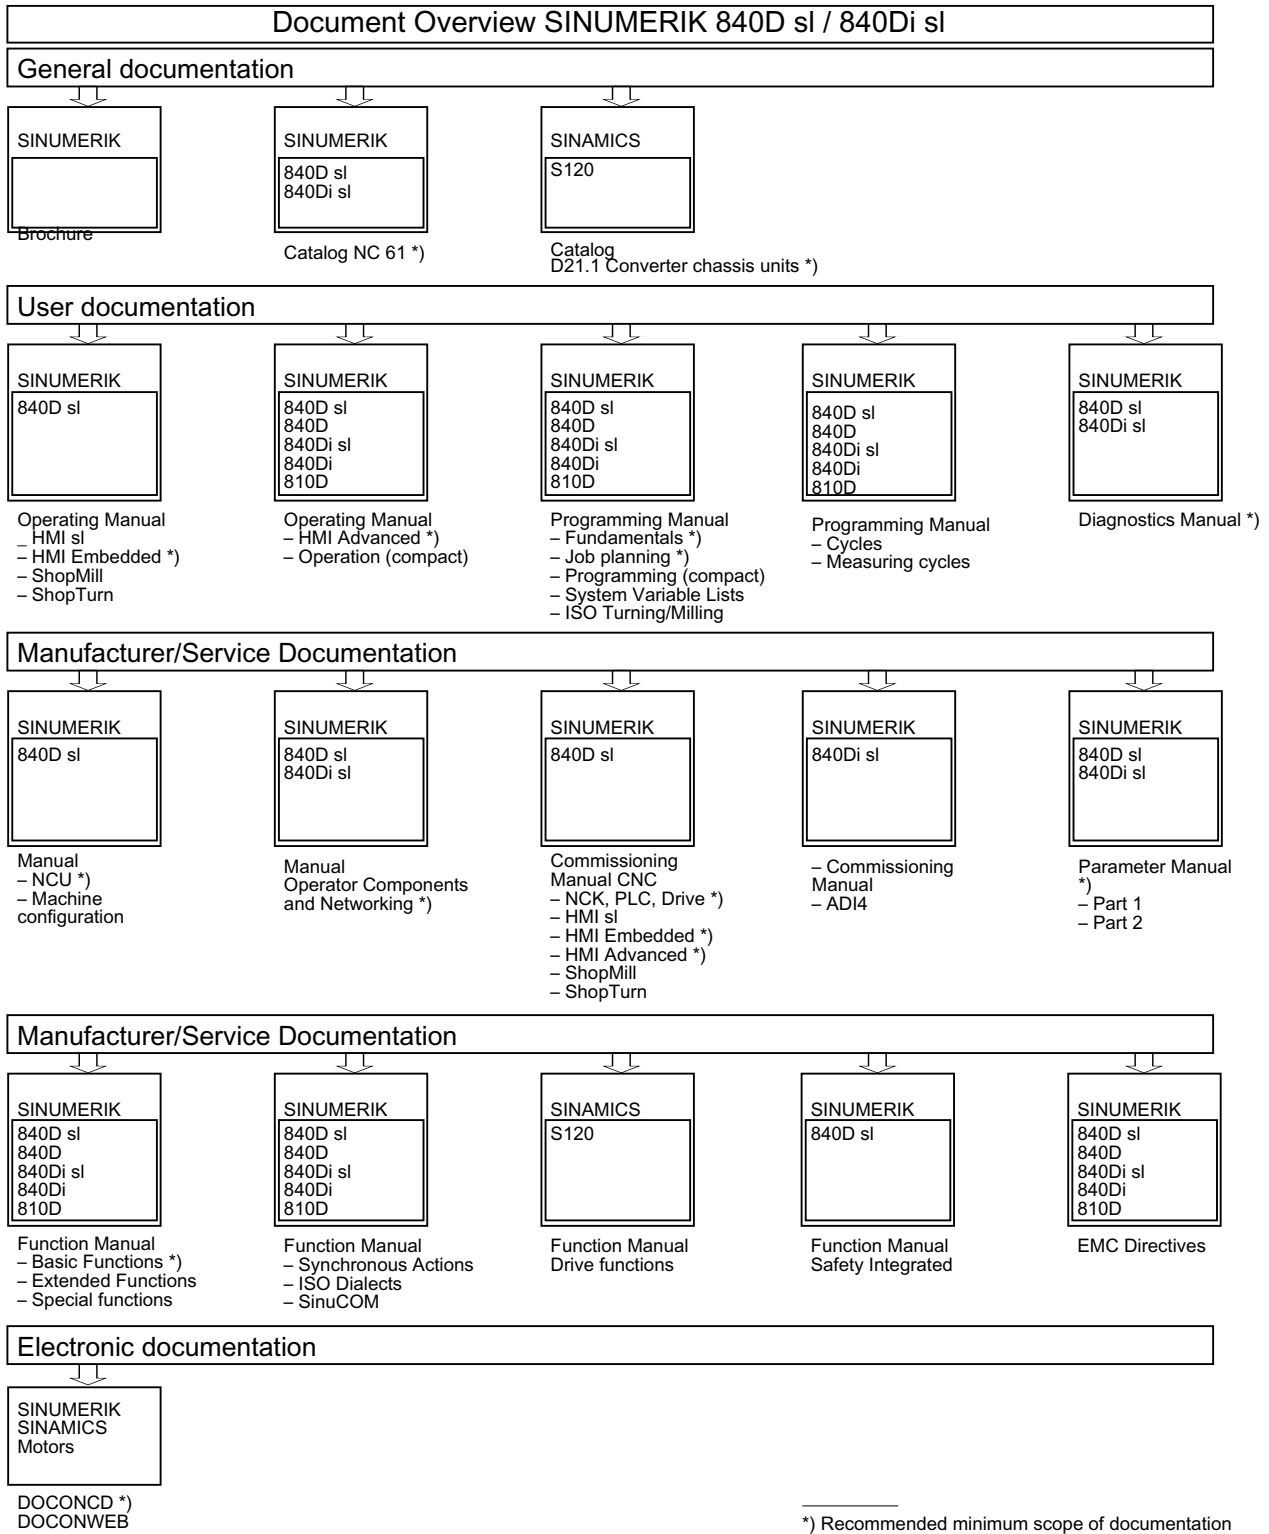 Document Overview SINUMERIK 840D sl / 840Di sl
General documentation
SINUMERIK
Brochure
SINUMERIK
840D sl
840Di sl
Catalog NC 61 *)
SINAMICS
S120
Catalog
D21.1 Converter chassis units *)
User documentation
SINUMERIK
840D sl
Operating Manual
_ HMI sl
– HMI Embedded *)
– ShopMill
– ShopTurn
SINUMERIK
840D sl
840D
840Di sl
840Di
810D
Operating Manual
– HMI Advanced *)
– Operation (compact)
SINUMERIK
840D sl
840D
840Di sl
840Di
810D
Programming Manual
– Fundamentals *)
– Job planning *)
– Programming (compact)
– System Variable Lists
– ISO Turning/Milling
SINUMERIK
840D sl
840D
840Di sl
840Di
810D
Programming Manual
– Cycles
– Measuring cycles
SINUMERIK
840D sl
840Di sl
Diagnostics Manual *)
Manufacturer/Service Documentation
SINUMERIK
840D sl
Manual
– NCU *)
– Machine
configuration
SINUMERIK
840D sl
840Di sl
Manual
Operator Components
and Networking *)
SINUMERIK
840D sl
Commissioning
Manual CNC
– NCK, PLC, Drive *)
– HMI sl
– HMI Embedded *)
– HMI Advanced *)
– ShopMill
– ShopTurn
SINUMERIK
840Di sl
– Commissioning
Manual
– ADI4
SINUMERIK
840D sl
840Di sl
Parameter Manual
*)
– Part 1
– Part 2
Manufacturer/Service Documentation
SINUMERIK
840D sl
840D
840Di sl
840Di
810D
Function Manual
– Basic Functions *)
– Extended Functions
– Special functions
SINUMERIK
840D sl
840D
840Di sl
840Di
810D
Function Manual
– Synchronous Actions
– ISO Dialects
– SinuCOM
SINAMICS
S120
Function Manual
Drive functions
SINUMERIK
840D sl
Function Manual
Safety Integrated
SINUMERIK
840D sl
840D
840Di sl
840Di
810D
EMC Directives
Electronic documentation
SINUMERIK
SINAMICS
Motors
DOCONCD *)
DOCONWEB
*) Recommended minimum scope of documentation